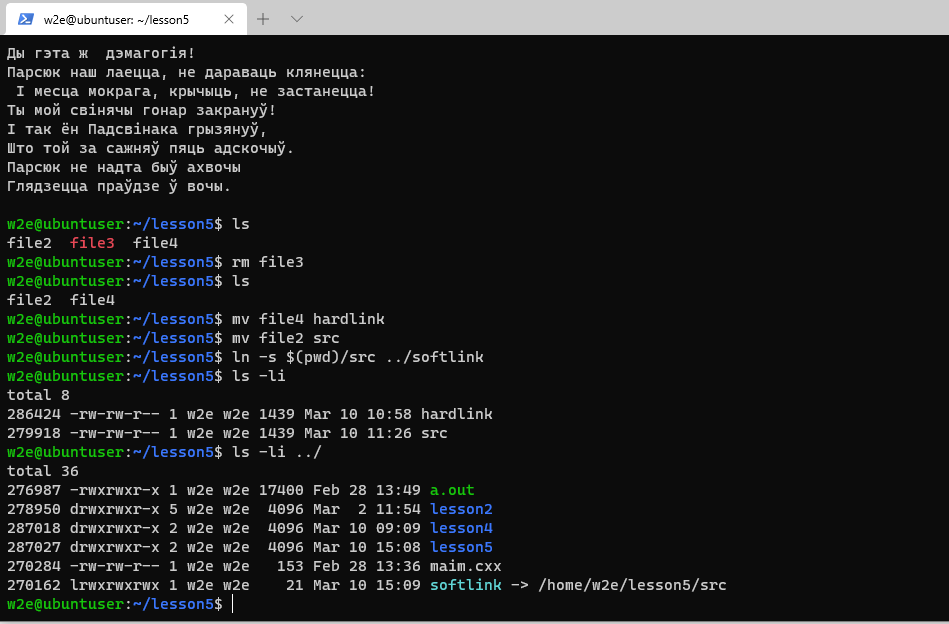 w2e@ubuntuser: ~/lesson5
Ды гэта ж  дэмагогія!
Парсюк наш лаецца, не дараваць клянецца:
 І месца мокрага, крычыць, не застанецца!
Ты мой свінячы гонар закрануў!
І так ён Падсвінака грызянуў,
Што той за сажняў пяць адскочыў.
Парсюк не надта быў ахвочы
Глядзецца праўдзе ў вочы.
w2e@ubuntuser:~/lesson5$ ls
file2  file3  file4
w2e@ubuntuser:~/lesson5$ rm file3
w2e@ubuntuser:~/lesson5$ ls
file2  file4
w2e@ubuntuser:~/lesson5$ mv file4 hardlink
w2e@ubuntuser:~/lesson5$ mv file2 src
w2e@ubuntuser:~/lesson5$ ln -s $(pwd)/src ../softlink
w2e@ubuntuser:~/lesson5$ ls -li
total 8
286424 -rw-rw-r-- 1 w2e w2e 1439 Mar 10 10:58 hardlink
279918 -rw-rw-r-- 1 w2e w2e 1439 Mar 10 11:26 src
w2e@ubuntuser:~/lesson5$ ls -li ../
total 36
276987 -rwxrwxr-x 1 w2e w2e 17400 Feb 28 13:49 a.out
278950 drwxrwxr-x 5 w2e w2e  4096 Mar  2 11:54 lesson2
287018 drwxrwxr-x 2 w2e w2e  4096 Mar 10 09:09 lesson4
287027 drwxrwxr-x 2 w2e w2e  4096 Mar 10 15:08 lesson5
270284 -rw-rw-r-- 1 w2e w2e   153 Feb 28 13:36 maim.cxx
270162 lrwxrwxrwx 1 w2e w2e    21 Mar 10 15:09 softlink -> /home/w2e/lesson5/src
w2e@ubuntuser:~/lesson5$